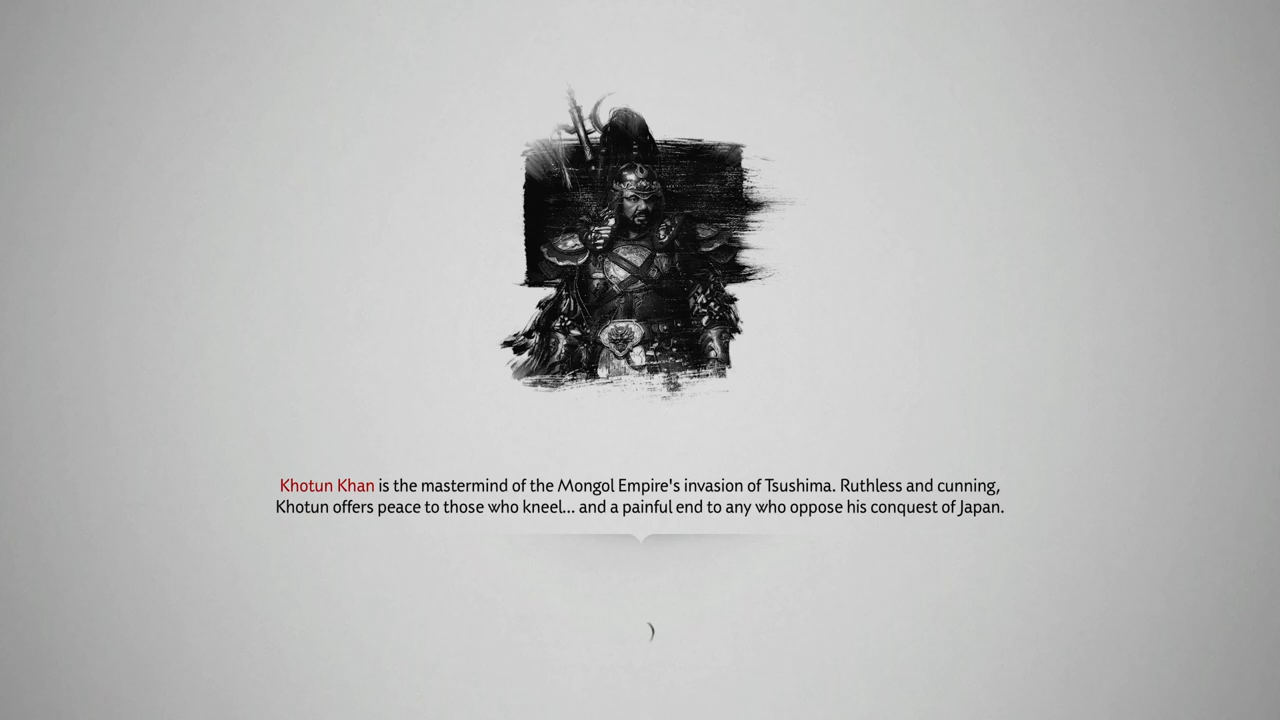 Khotun Khan is the mastermind of the Mongol Empire's invasion of Tsushima. Ruthless and cunning,
Khotun offers peace to those who kneel... and a painful end to any who oppose his conquest of Japan.